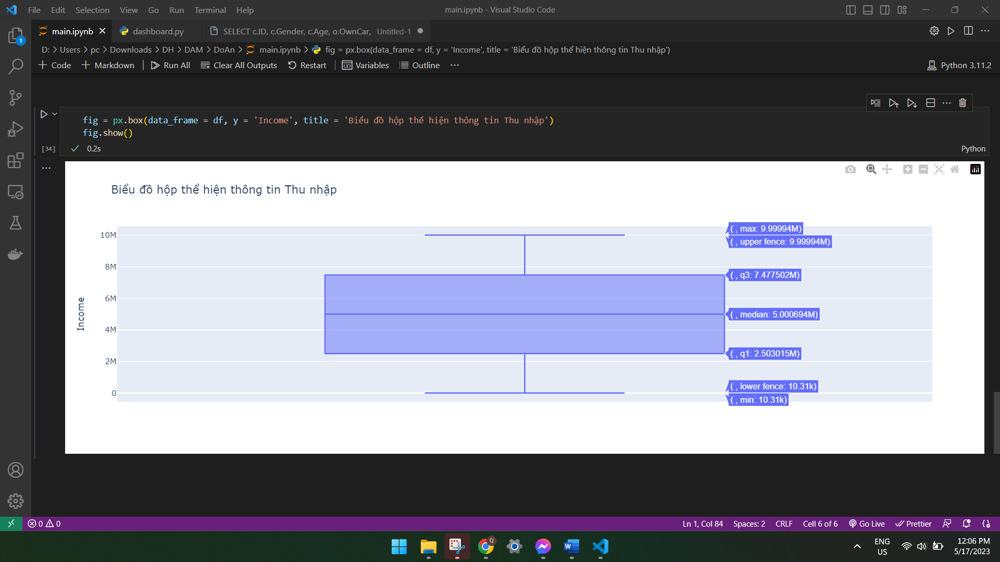 File Edit Selection View Go Run Terminal Help
main.ipynb - Visual Studio Code
1
main.ipynb
dashboard.py
SELECT c.ID, c.Gender, c.Age, o.OwnCar, Untitled-1
D: > Users > pc > Downloads > DH > DAM > DoAn > main.ipynb > fig = px.box(data_frame = df, y = 'Income', title = 'Biểu đồ hộp thể hiện thông tin Thu nhập')
+ Code + Markdown Run All Clear All Outputs Restart Variables Outline ...
Python 3.11.2
fig = px.box(data_frame = df, y = 'Income', title = 'Biểu đồ hộp thể hiện thông tin Thu nhập')
fig.show()
[34] 0.2s
Python
Biểu đồ hộp thể hiện thông tin Thu nhập
( , max: 9.99994M)
10M
( , upper fence: 9.99994M)
8M
( , q3: 7.477502M)
6M
( , median: 5.000694M)
Income
4M
( , q1: 2.503015M)
2M
( , lower fence: 10.31k)
0
( , min: 10.31k)
0 0
Ln 1, Col 84 Spaces: 2 CRLF Cell 6 of 6 Go Live Prettier
Q
W
ENG
US
12:06 PM
5/17/2023